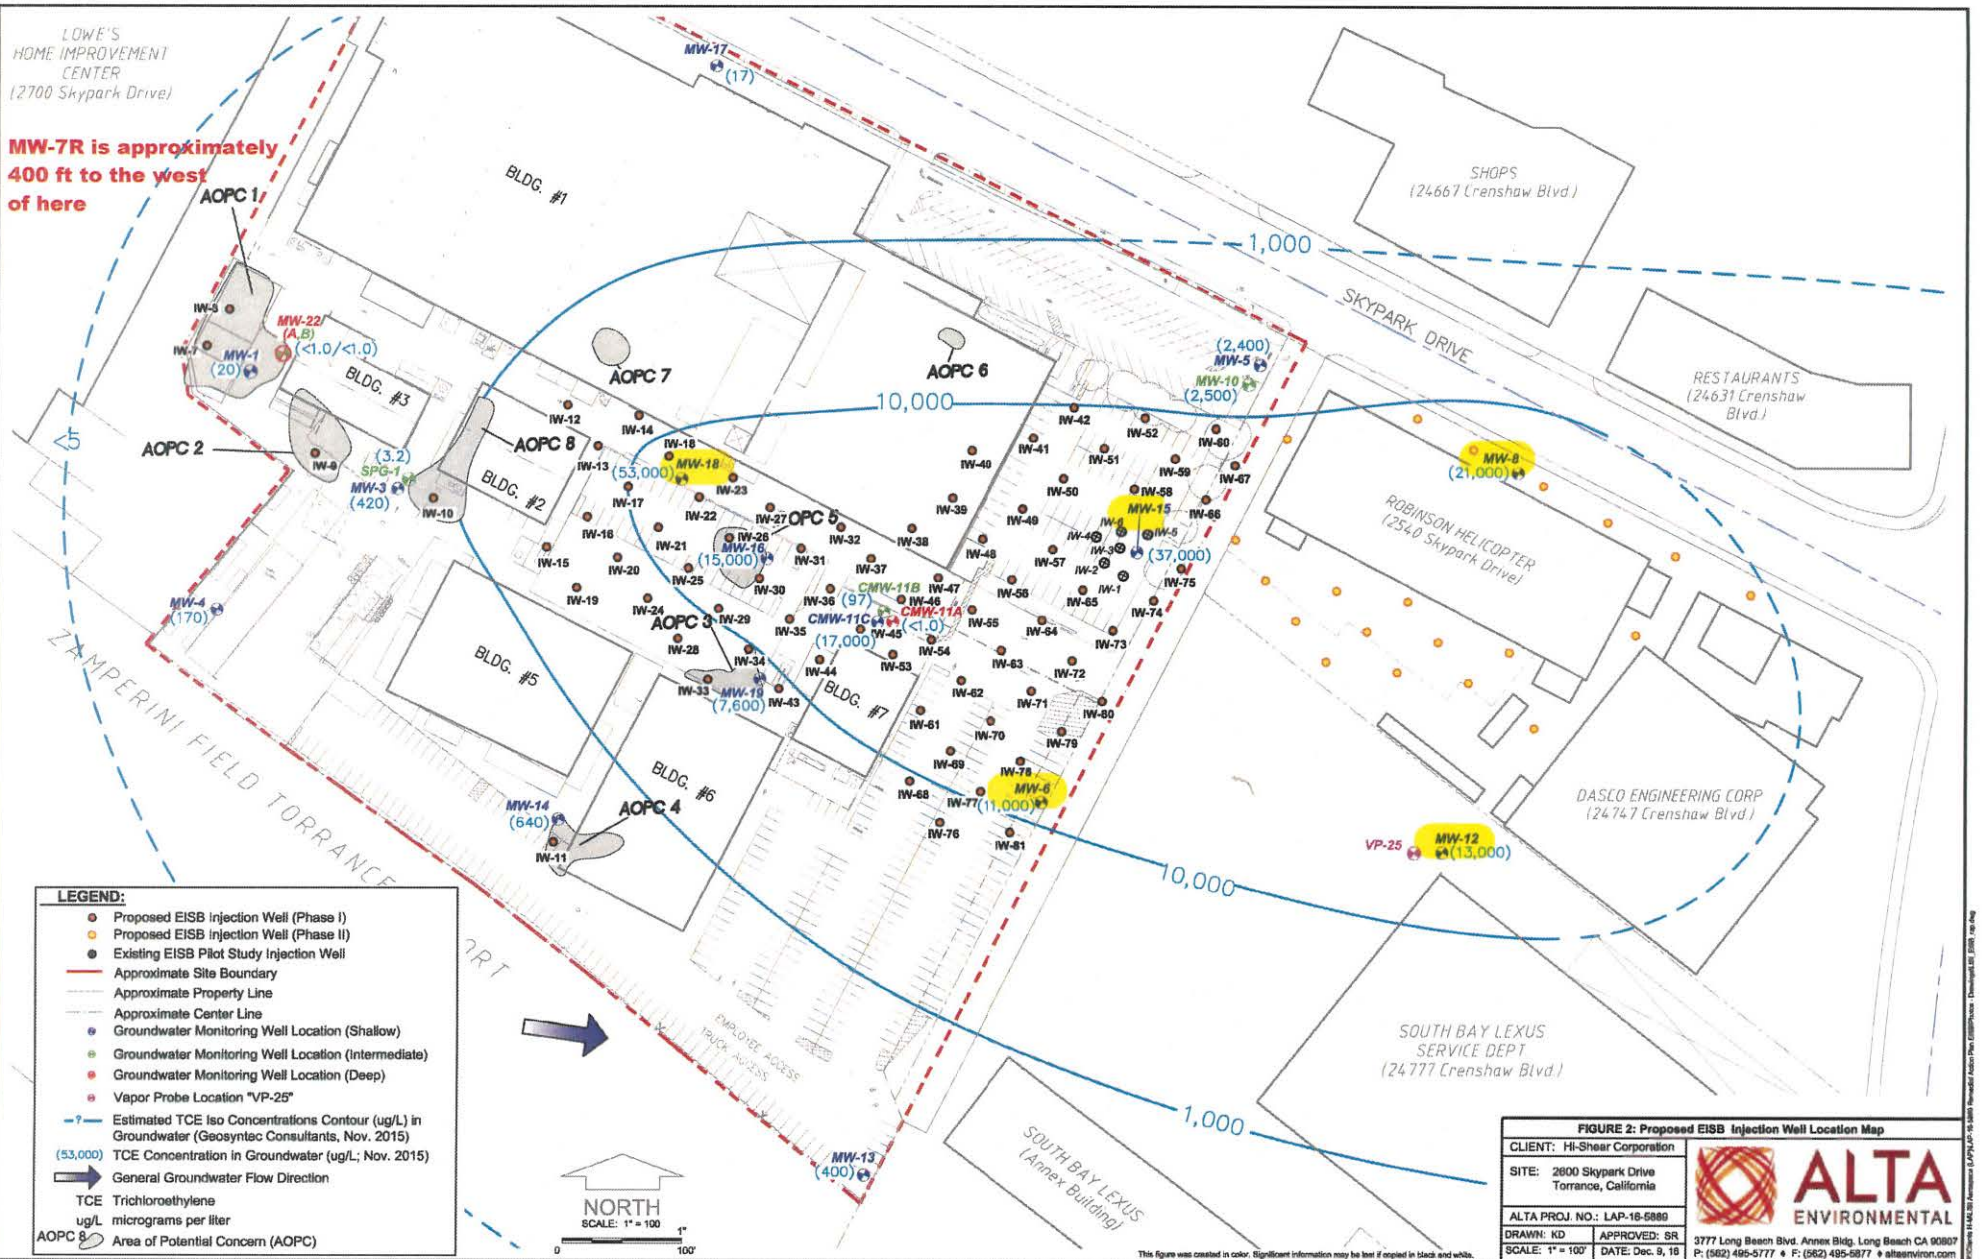 LOWE'S
HOME IMPROVEMENT
CENTER
(2700 Skypark Drive)
MW-7R is approximately
400 ft to the west
of here
AOPC 1
BLDG. #1
MW-17
(17)
SHOPS
(24667 Crenshaw Blvd.)
1,000
SKYPARK DRIVE
RESTAURANTS
(24631 Crenshaw
Blvd.)
IW-8
IW-7
MW-22
(A,B)
(<1.0/<1.0)
MW-1
(20)
BLDG. #3
AOPC 7
AOPC 6
(2,400)
MW-5
MW-10
(2,500)
<5
AOPC 2
IW-9
(3.2)
SPG-1
MW-3
(420)
IW-10
AOPC 8
BLDG. #2
10,000
IW-12
IW-14
IW-13
IW-18
(53,000)
MW-18
IW-23
IW-17
IW-22
IW-16
IW-21
IW-15
IW-20
IW-25
IW-19
IW-24
IW-27
OPC 5
IW-26
MW-16
(15,000)
IW-32
IW-31
IW-30
IW-29
IW-28
IW-36
IW-35
IW-37
IW-38
IW-39
IW-40
IW-41
IW-42
IW-52
IW-60
IW-51
IW-59
IW-67
IW-50
IW-58
IW-66
IW-49
MW-15
IW-6
IW-5
IW-4
IW-3
IW-2
IW-1
(37,000)
IW-48
IW-57
IW-75
IW-47
IW-46
IW-56
IW-65
IW-74
CMW-11B
(97)
CMW-11A
(<1.0)
CMW-11C
(17,000)
IW-45
IW-55
IW-64
IW-73
IW-54
IW-53
IW-63
IW-72
AOPC 3
IW-34
IW-33
MW-19
(7,600)
IW-43
IW-44
BLDG. #7
IW-62
IW-71
IW-80
IW-61
IW-70
IW-79
IW-69
IW-78
IW-68
IW-77
MW-6
(11,000)
IW-76
IW-81
MW-8
(21,000)
ROBINSON HELICOPTER
(2540 Skypark Drive)
DASCO ENGINEERING CORP
(24747 Crenshaw Blvd.)
VP-25
MW-12
(13,000)
10,000
MW-4
(170)
ZAMPERINI FIELD TORRANCE
ORT
BLDG. #5
BLDG. #6
MW-14
(640)
AOPC 4
IW-11
EMPLOYEE ACCESS
TRUCK ACCESS
1,000
MW-13
(400)
SOUTH BAY LEXUS
SERVICE DEPT
(24777 Crenshaw Blvd.)
SOUTH BAY LEXUS
(Annex Building)
LEGEND:
Proposed EISB Injection Well (Phase I)
Proposed EISB Injection Well (Phase II)
Existing EISB Pilot Study Injection Well
Approximate Site Boundary
Approximate Property Line
Approximate Center Line
Groundwater Monitoring Well Location (Shallow)
Groundwater Monitoring Well Location (Intermediate)
Groundwater Monitoring Well Location (Deep)
Vapor Probe Location "VP-25"
? Estimated TCE Iso Concentrations Contour (ug/L) in
Groundwater (Geosyntec Consultants, Nov. 2015)
(53,000) TCE Concentration in Groundwater (ug/L; Nov. 2015)
General Groundwater Flow Direction
TCE Trichloroethylene
ug/L micrograms per liter
AOPC 8 Area of Potential Concern (AOPC)
NORTH
SCALE: 1" = 100
1"
0 100'
This figure was created in color. Significant information may be lost if copied in black and white.
FIGURE 2: Proposed EISB Injection Well Location Map
CLIENT: Hi-Shear Corporation
SITE: 2600 Skypark Drive
Torrance, California
ALTA PROJ. NO.: LAP-16-5889
DRAWN: KD APPROVED: SR
SCALE: 1" = 100' DATE: Dec. 9, 16
ALTA
ENVIRONMENTAL
3777 Long Beach Blvd. Annex Bldg. Long Beach CA 90807
P: (562) 495-5777 ♦ F: (562) 495-5877 ♦ altaenviron.com